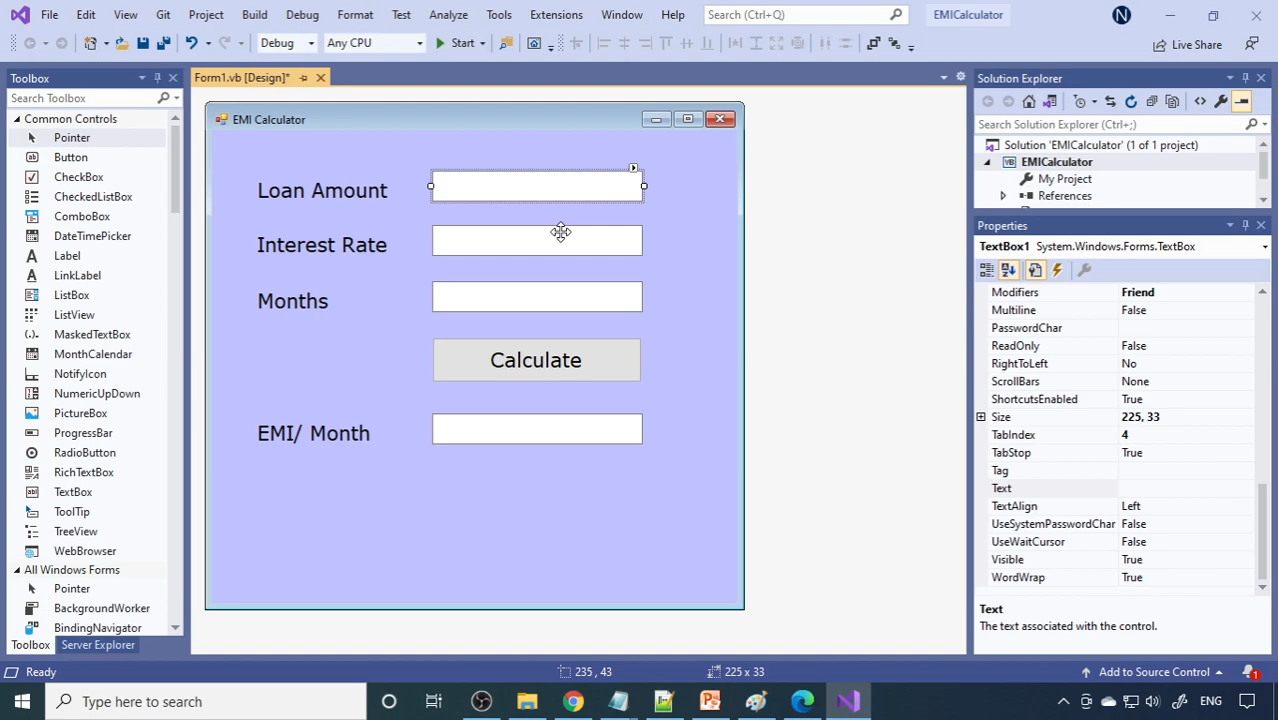 File Edit View Git Project Build Debug Format Test Analyze Tools Extensions Window Help Search (Ctrl+Q) EMICalculator N
Debug Any CPU Start Live Share
Toolbox
Search Toolbox
Common Controls
Pointer
Button
CheckBox
CheckedListBox
ComboBox
DateTimePicker
Label
LinkLabel
ListBox
ListView
MaskedTextBox
MonthCalendar
NotifyIcon
NumericUpDown
PictureBox
ProgressBar
RadioButton
RichTextBox
TextBox
ToolTip
TreeView
WebBrowser
All Windows Forms
Pointer
BackgroundWorker
BindingNavigator
Toolbox Server Explorer
Form1.vb [Design]*
EMI Calculator
Loan Amount
Interest Rate
Months
Calculate
EMI/ Month
Solution Explorer
Search Solution Explorer (Ctrl+;)
Solution 'EMICalculator' (1 of 1 project)
VB EMICalculator
My Project
References
Properties
TextBox1 System.Windows.Forms.TextBox
Modifiers Friend
Multiline False
PasswordChar
ReadOnly False
RightToLeft No
ScrollBars None
ShortcutsEnabled True
Size 225, 33
TabIndex 4
TabStop True
Tag
Text
TextAlign Left
UseSystemPasswordChar False
UseWaitCursor False
Visible True
WordWrap True
Text
The text associated with the control.
Ready 235 , 43 225 x 33 Add to Source Control 1
Type here to search ENG